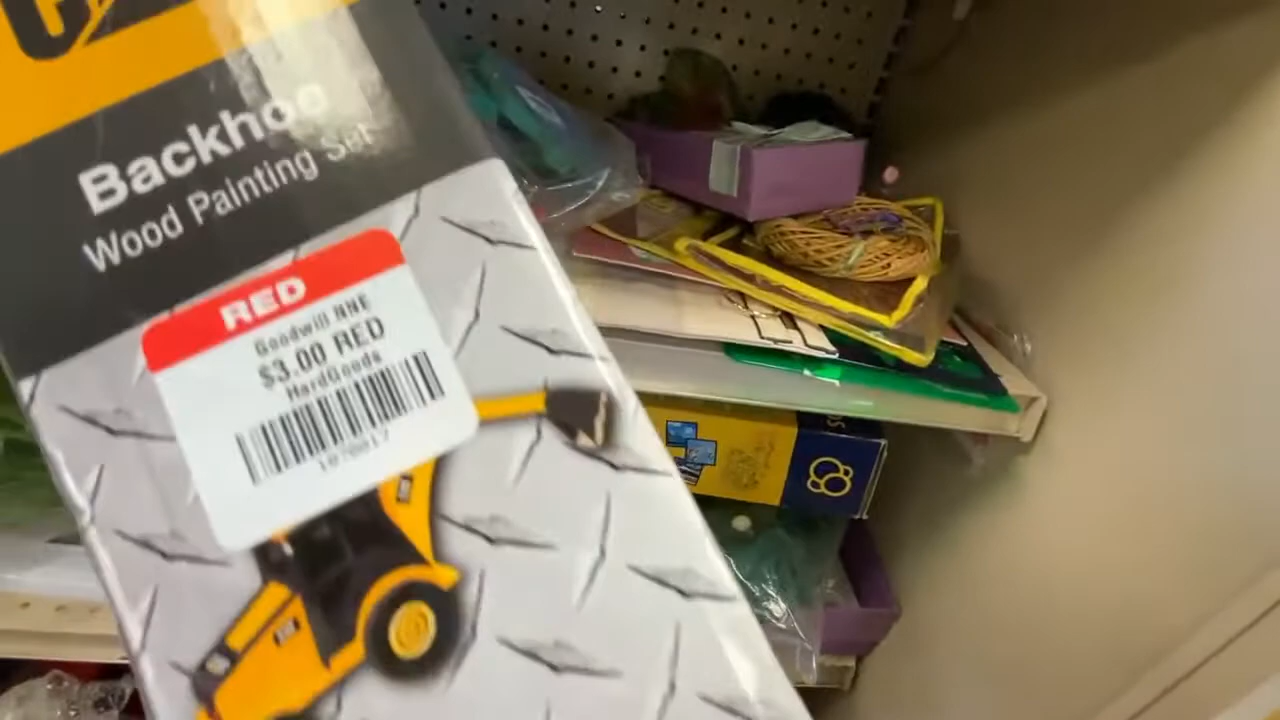 Backhoe
Wood Painting Set
RED
Goodwill NNE
$3.00 RED
HardGoods